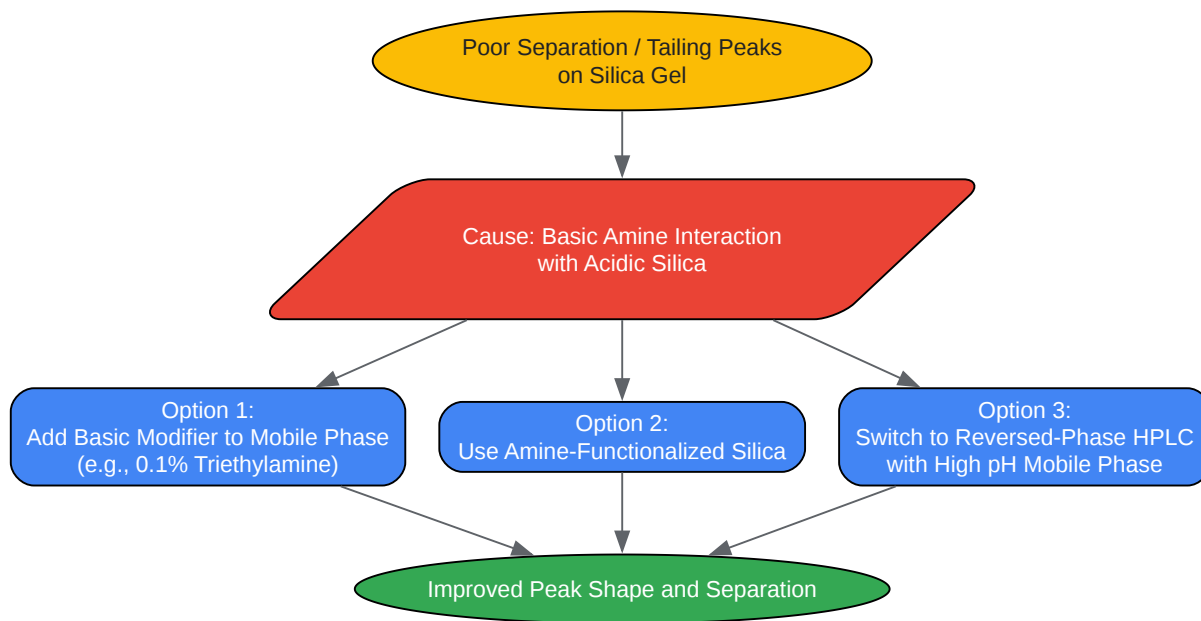 Poor Separation / Tailing Peaks
on Silica Gel
Cause: Basic Amine Interaction
with Acidic Silica
Option 1:
Add Basic Modifier to Mobile Phase
(e.g., 0.1% Triethylamine)
Option 2:
Use Amine-Functionalized Silica
Option 3:
Switch to Reversed-Phase HPLC
with High pH Mobile Phase
Improved Peak Shape and Separation